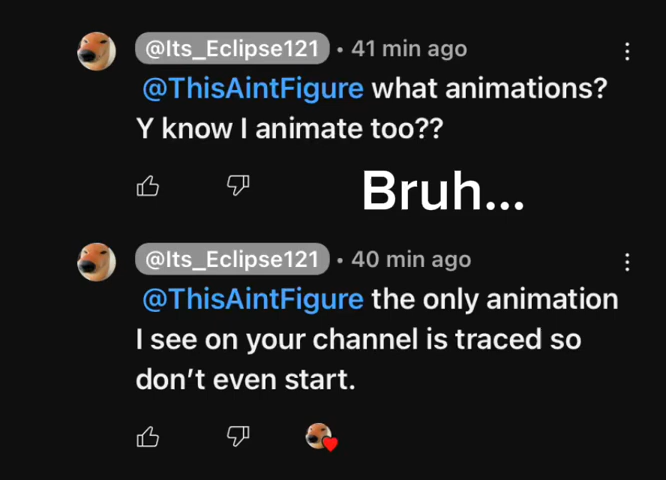 @Its_Eclipse121 • 41 min ago
@ThisAintFigure what animations?
Y know I animate too??
Bruh...
@Its_Eclipse121 • 40 min ago
@ThisAintFigure the only animation
I see on your channel is traced so
don't even start.